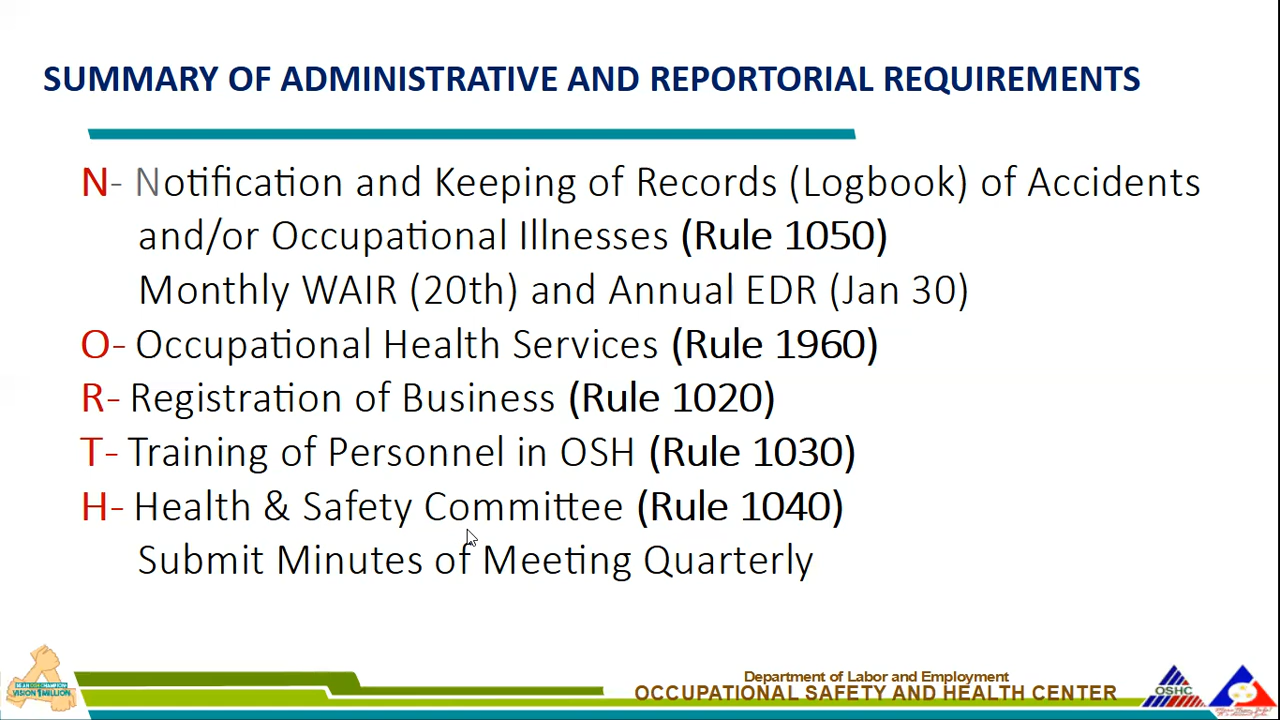 SUMMARY OF ADMINISTRATIVE AND REPORTORIAL REQUIREMENTS
N- Notification and Keeping of Records (Logbook) of Accidents
and/or Occupational Illnesses (Rule 1050)
Monthly WAIR (20th) and Annual EDR (Jan 30)
O- Occupational Health Services (Rule 1960)
R- Registration of Business (Rule 1020)
T- Training of Personnel in OSH (Rule 1030)
H- Health & Safety Committee (Rule 1040)
Submit Minutes of Meeting Quarterly
VISION 1 MILLION
Department of Labor and Employment
OCCUPATIONAL SAFETY AND HEALTH CENTER
OSHC